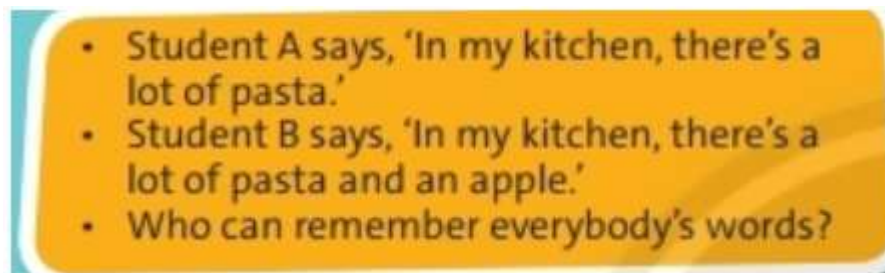 • Student A says, ‘In my kitchen, there’s a
lot of pasta.’
• Student B says, ‘In my kitchen, there’s a
lot of pasta and an apple.’
• Who can remember everybody’s words?